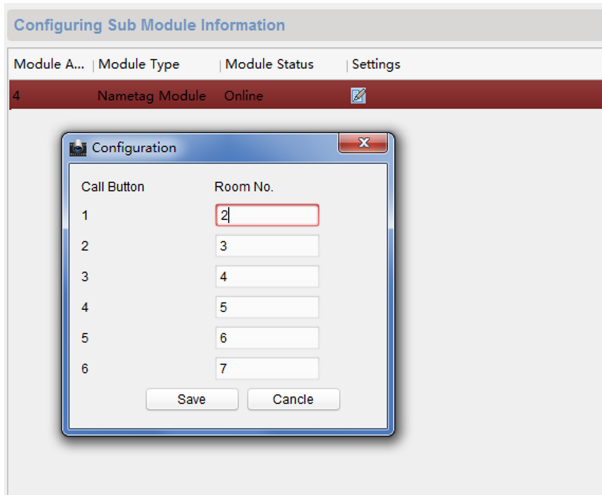 Configuring Sub Module Information
Module A... Module Type Module Status Settings
4 Nametag Module Online
Configuration
Call Button Room No.
1 2
2 3
3 4
4 5
5 6
6 7
Save Cancle